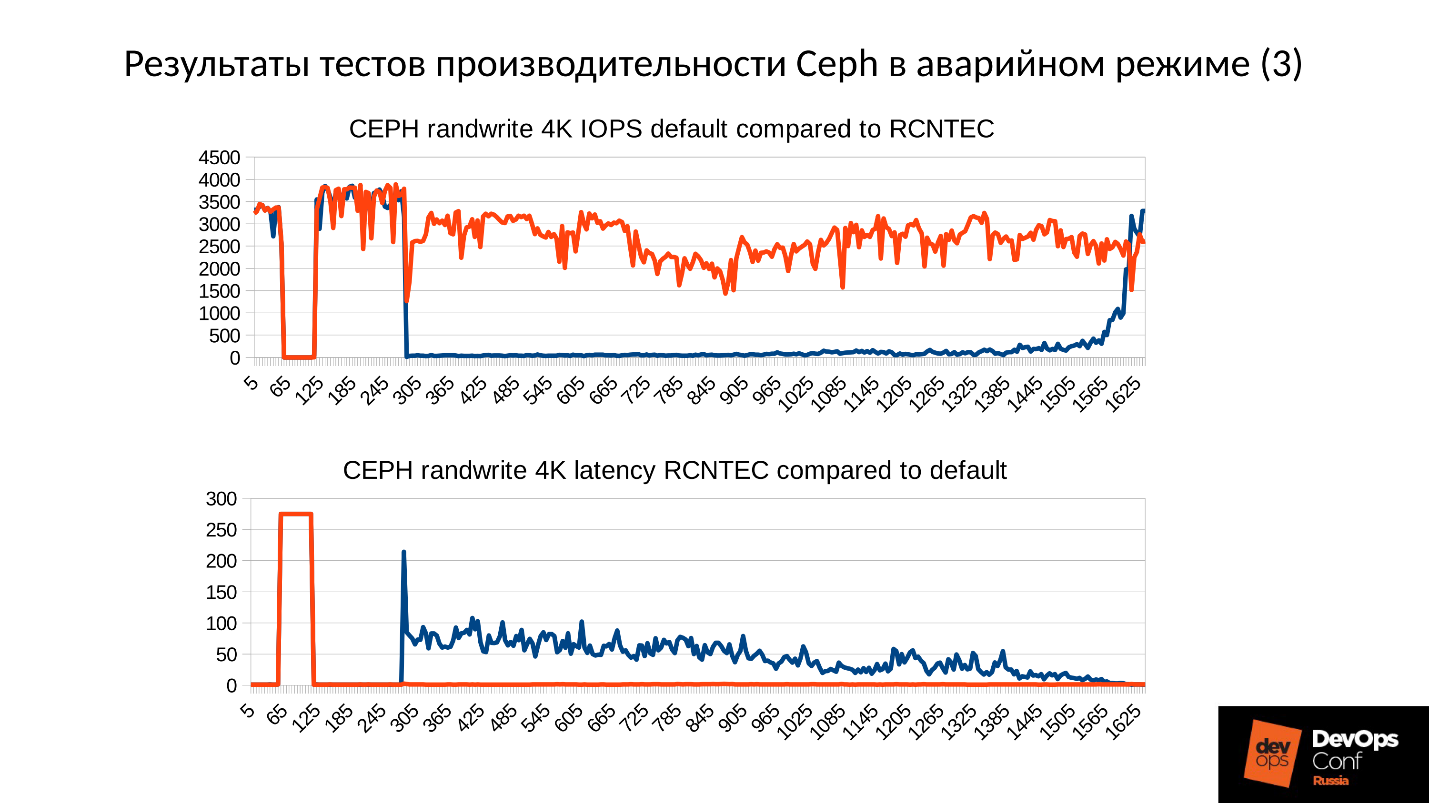 Результаты тестов производительности Ceph в аварийном режиме (3)
CEPH randwrite 4K IOPS default compared to RCNTEC
4500
4000
3500
3000
2500
2000
1500
1000
500
0
5 65 125 185 245 305 365 425 485 545 605 665 725 785 845 905 965 1025 1085 1145 1205 1265 1325 1385 1445 1505 1565 1625
CEPH randwrite 4K latency RCNTEC compared to default
300
250
200
150
100
50
0
5 65 125 185 245 305 365 425 485 545 605 665 725 785 845 905 965 1025 1085 1145 1205 1265 1325 1385 1445 1505 1565 1625
dev
ops
DevOps
Conf
Russia